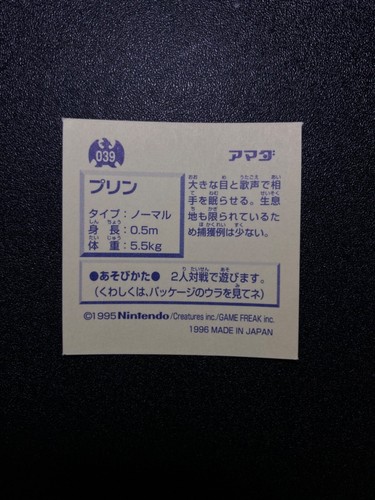 039
アマダ
プリン
タイプ：ノーマル
身長：0.5m
体重：5.5kg
大きな目と歌声で相
手を眠らせる。生息
地も限られているた
め捕獲例は少ない。
●あそびかた● 2人対戦で遊びます。
(くわしくは、パッケージのウラを見てネ)
©1995 Nintendo/Creatures inc./GAME FREAK inc.
1996 MADE IN JAPAN